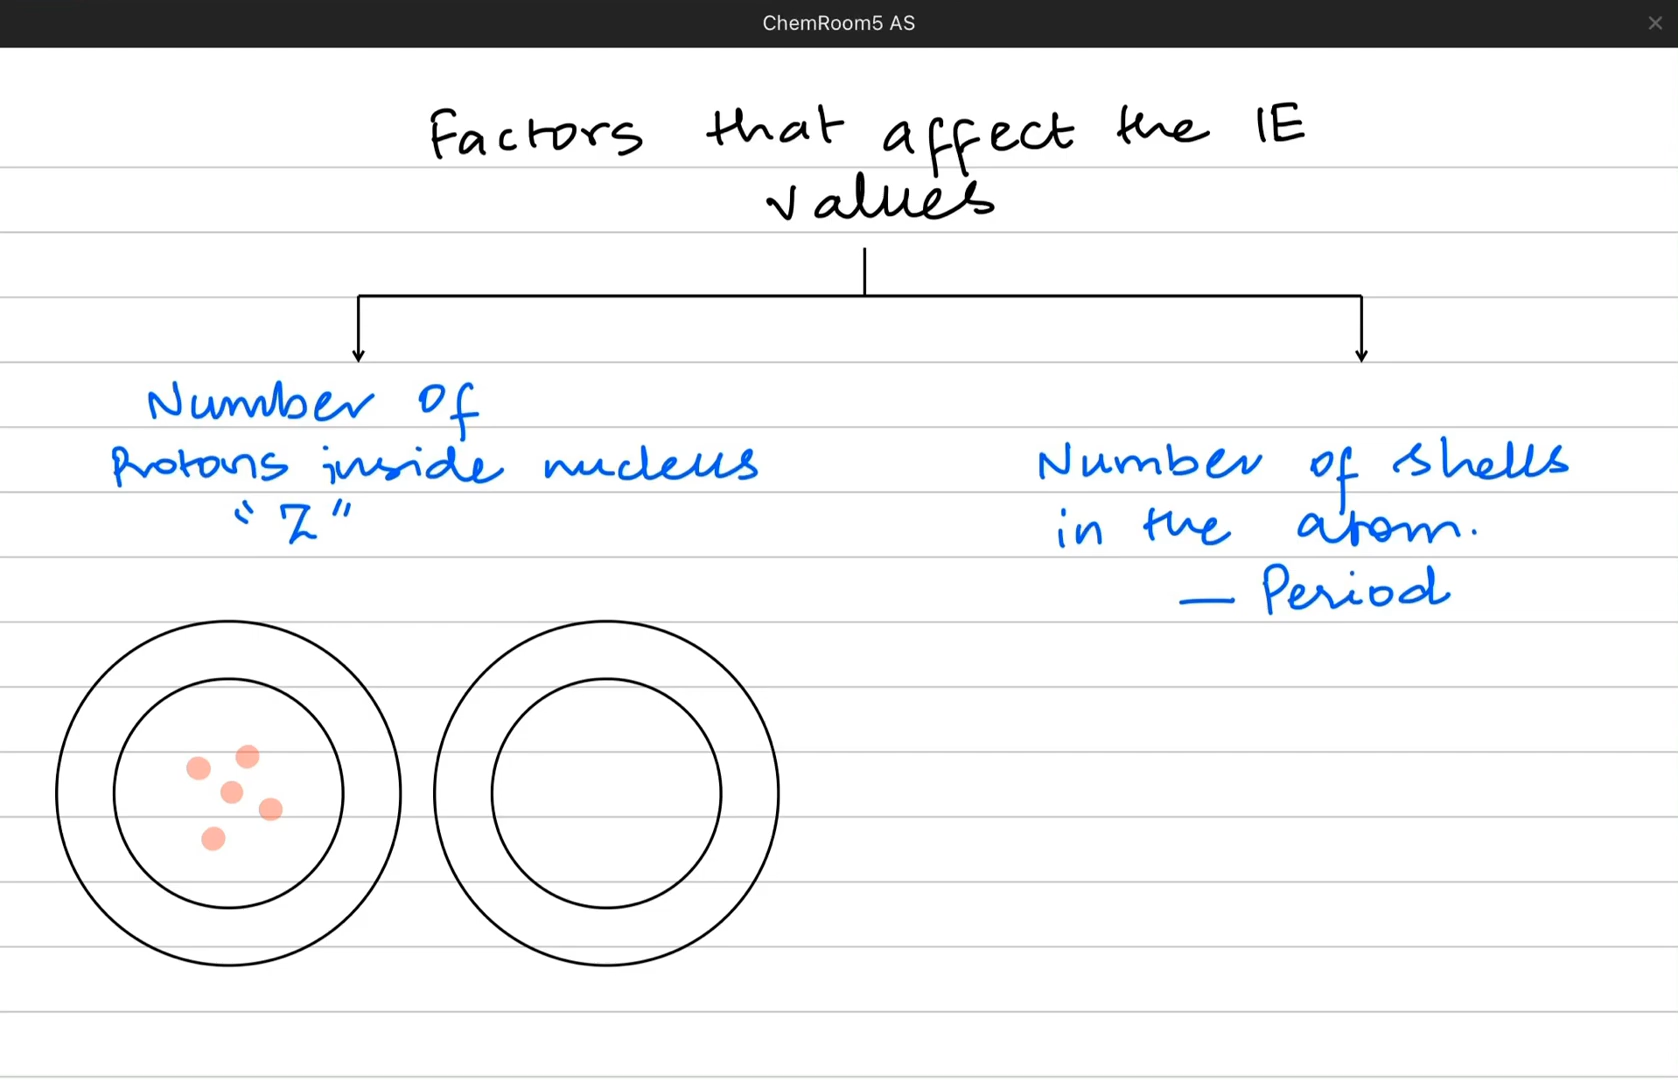 ChemRoom5 AS
Factors that affect the IE
values
Number of
Protons inside nucleus
"Z"
Number of shells
in the atom.
— Period